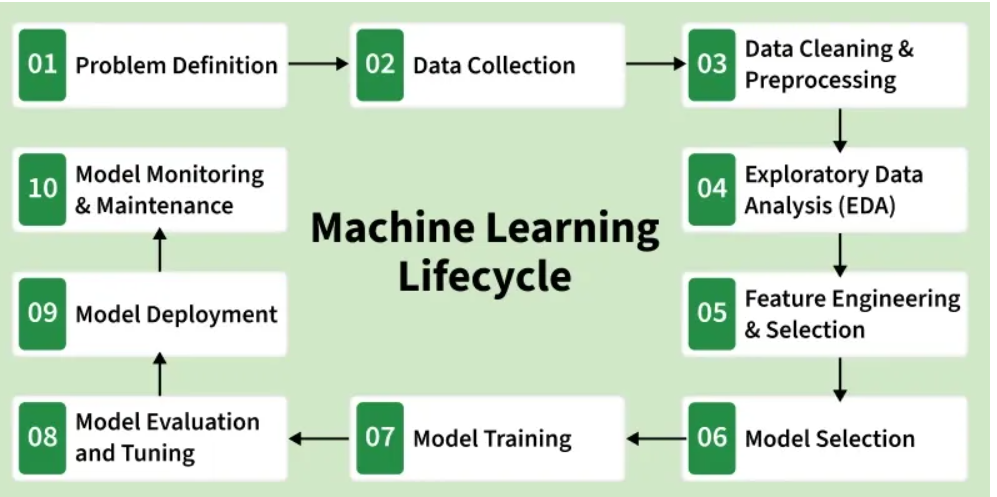 01 Problem Definition
02 Data Collection
03 Data Cleaning &
Preprocessing
04 Exploratory Data
Analysis (EDA)
05 Feature Engineering
& Selection
06 Model Selection
07 Model Training
08 Model Evaluation
and Tuning
09 Model Deployment
10 Model Monitoring
& Maintenance
Machine Learning
Lifecycle